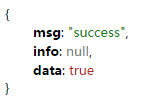 {
msg: "success",
info: null,
data: true
}